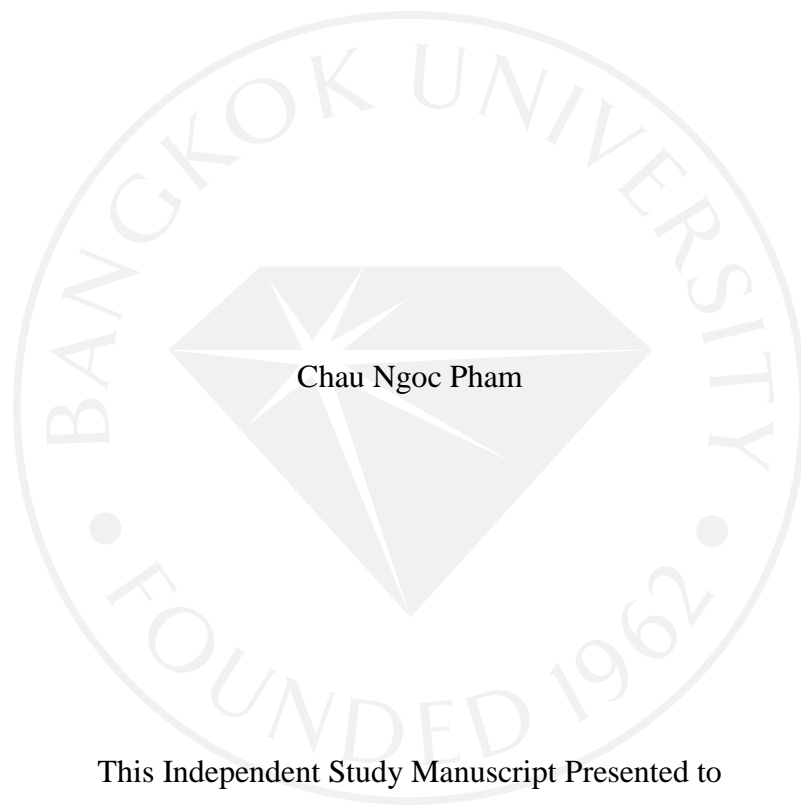 BANGKOK UNIVERSITY
Chau Ngoc Pham
• FOUNDED 1962 •
This Independent Study Manuscript Presented to